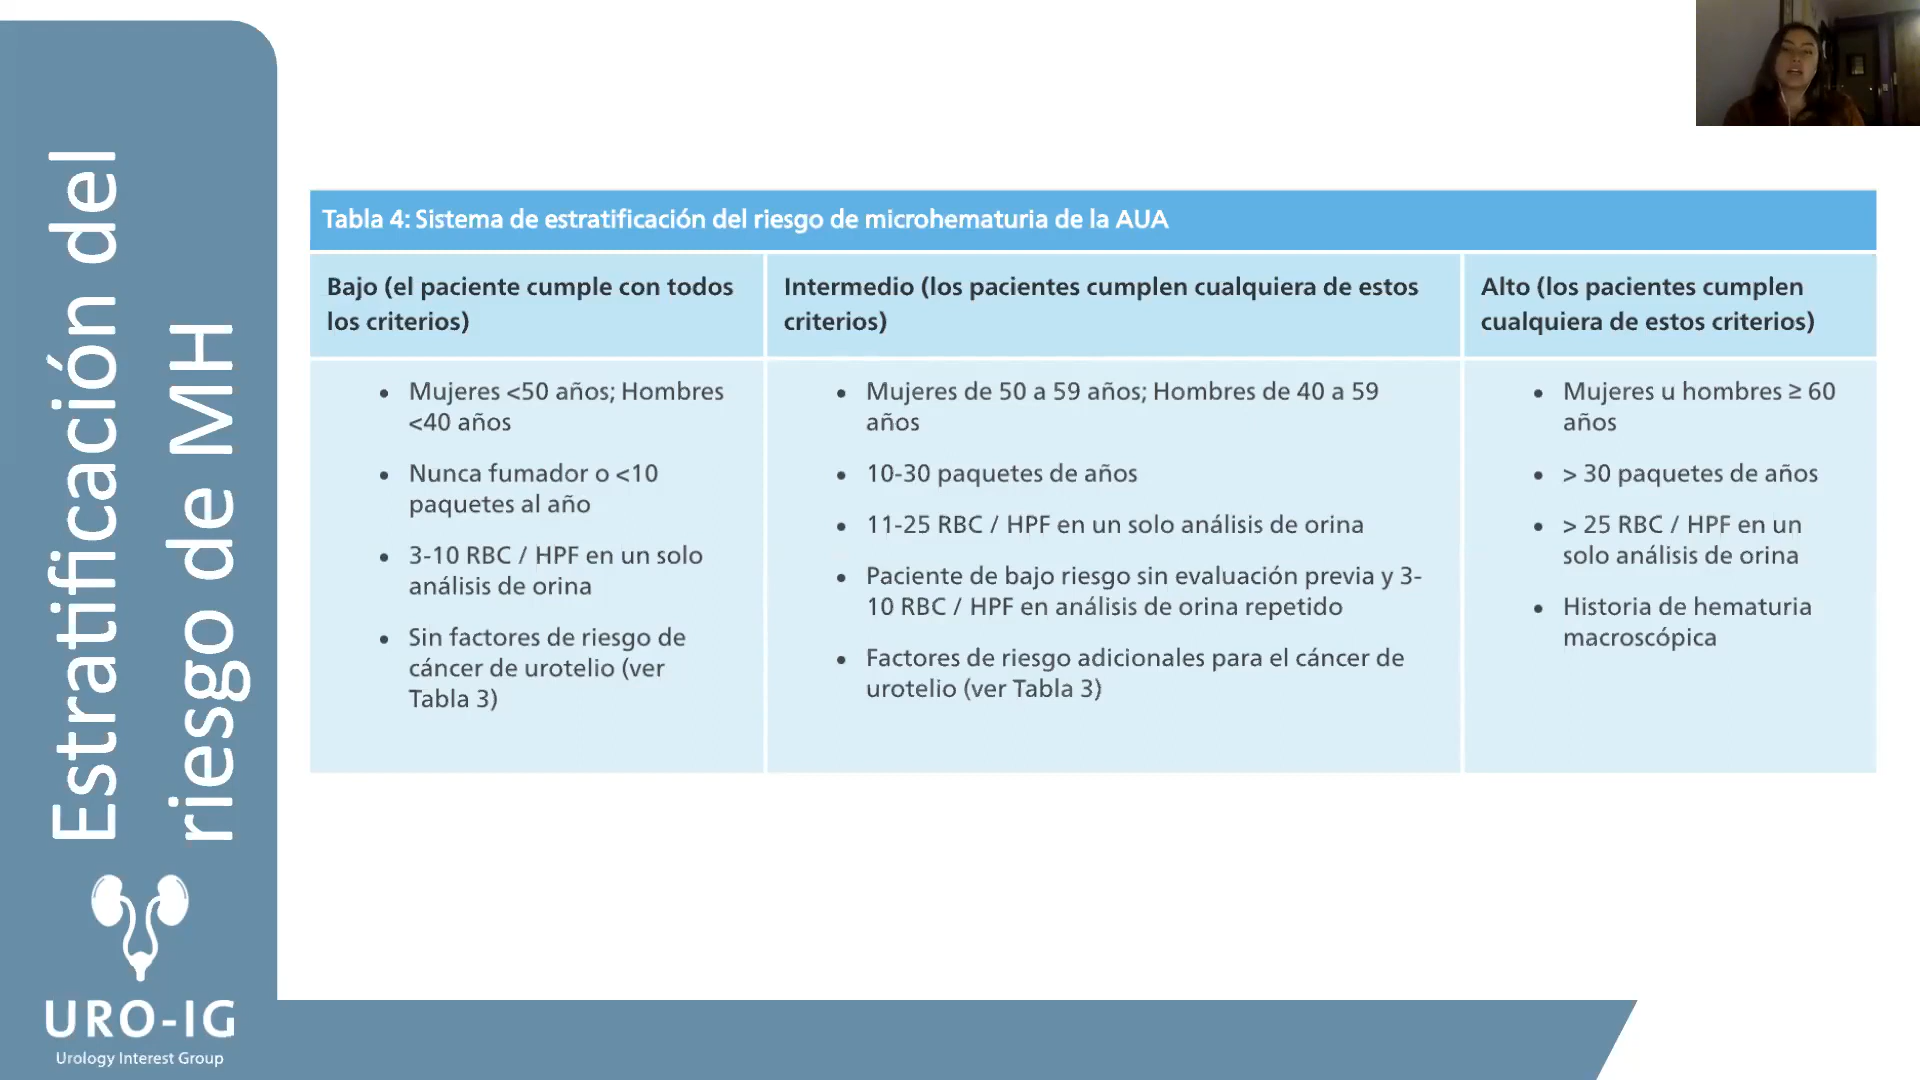 Estratificación del
riesgo de MH
URO-IG
Urology Interest Group
Tabla 4: Sistema de estratificación del riesgo de microhematuria de la AUA
Bajo (el paciente cumple con todos
los criterios)
Intermedio (los pacientes cumplen cualquiera de estos
criterios)
Alto (los pacientes cumplen
cualquiera de estos criterios)
• Mujeres <50 años; Hombres
<40 años
• Nunca fumador o <10
paquetes al año
• 3-10 RBC / HPF en un solo
análisis de orina
• Sin factores de riesgo de
cáncer de urotelio (ver
Tabla 3)
• Mujeres de 50 a 59 años; Hombres de 40 a 59
años
• 10-30 paquetes de años
• 11-25 RBC / HPF en un solo análisis de orina
• Paciente de bajo riesgo sin evaluación previa y 3-
10 RBC / HPF en análisis de orina repetido
• Factores de riesgo adicionales para el cáncer de
urotelio (ver Tabla 3)
• Mujeres u hombres ≥ 60
años
• > 30 paquetes de años
• > 25 RBC / HPF en un
solo análisis de orina
• Historia de hematuria
macroscópica